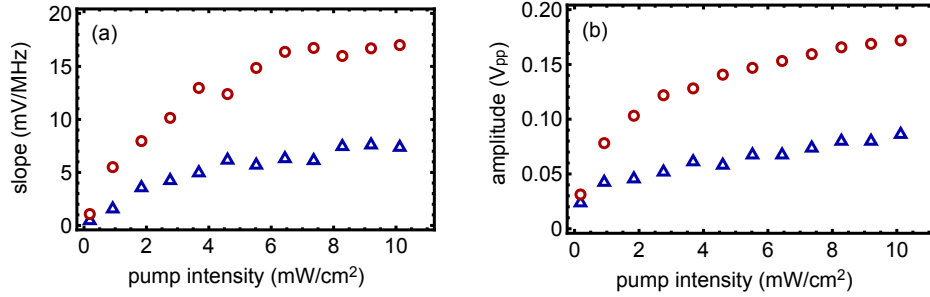 (a)
slope (mV/MHz)
20
15
10
5
0
0 2 4 6 8 10
pump intensity (mW/cm²)
(b)
amplitude (Vpp)
0.20
0.15
0.10
0.05
0.00
0 2 4 6 8 10
pump intensity (mW/cm²)